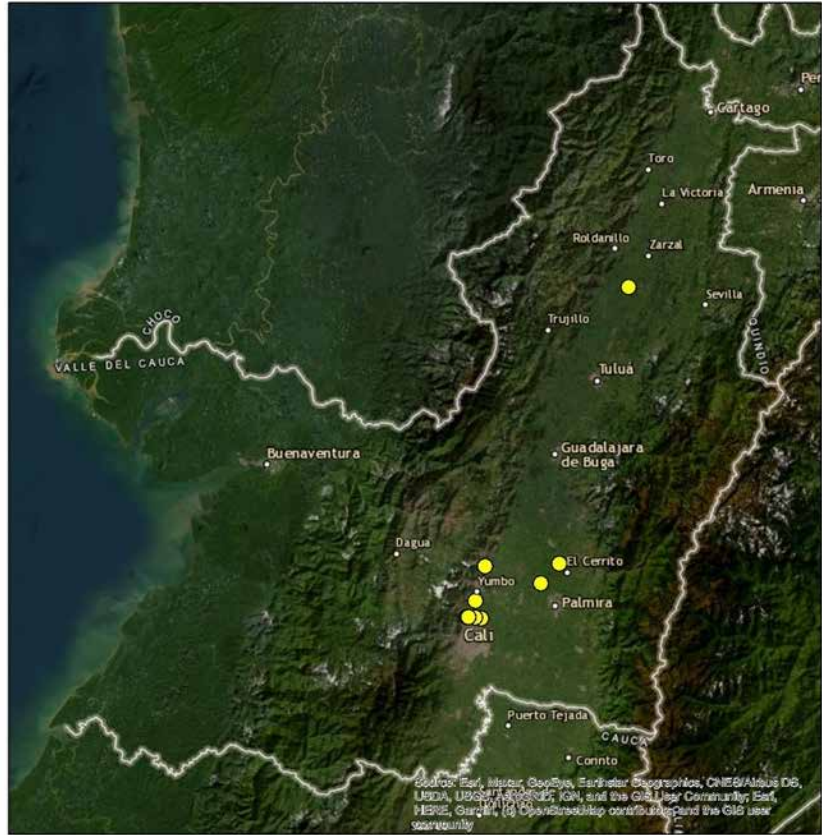 Per
Cartago
Toro
La Victoria
Armenia
Roldanillo
Zarzal
Sevilla
CHOCO
Trujillo
QUINDIO
VALLE DEL CAUCA
Tuluá
Buenaventura
Guadalajara
de Buga
Dagua
El Cerrito
Yumbo
Palmira
Cali
Puerto Tejada
CAUCA
Corinto
Source: Esri, Maxar, GeoEye, Earthstar Geographics, CNES/Airbus DS,
USDA, USGS, AeroGRID, IGN, and the GIS User Community; Esri,
HERE, Garmin, (c) OpenStreetMap contributors, and the GIS user
community